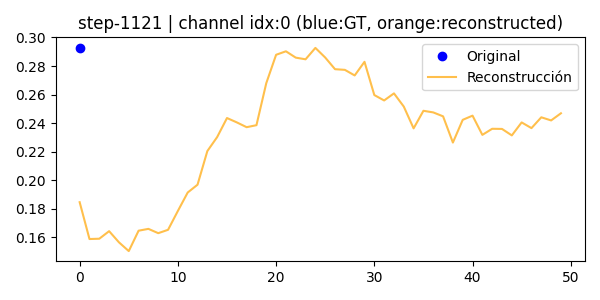 step-1121 | channel idx:0 (blue:GT, orange:reconstructed)
Original
Reconstrucción
0.30
0.28
0.26
0.24
0.22
0.20
0.18
0.16
0 10 20 30 40 50